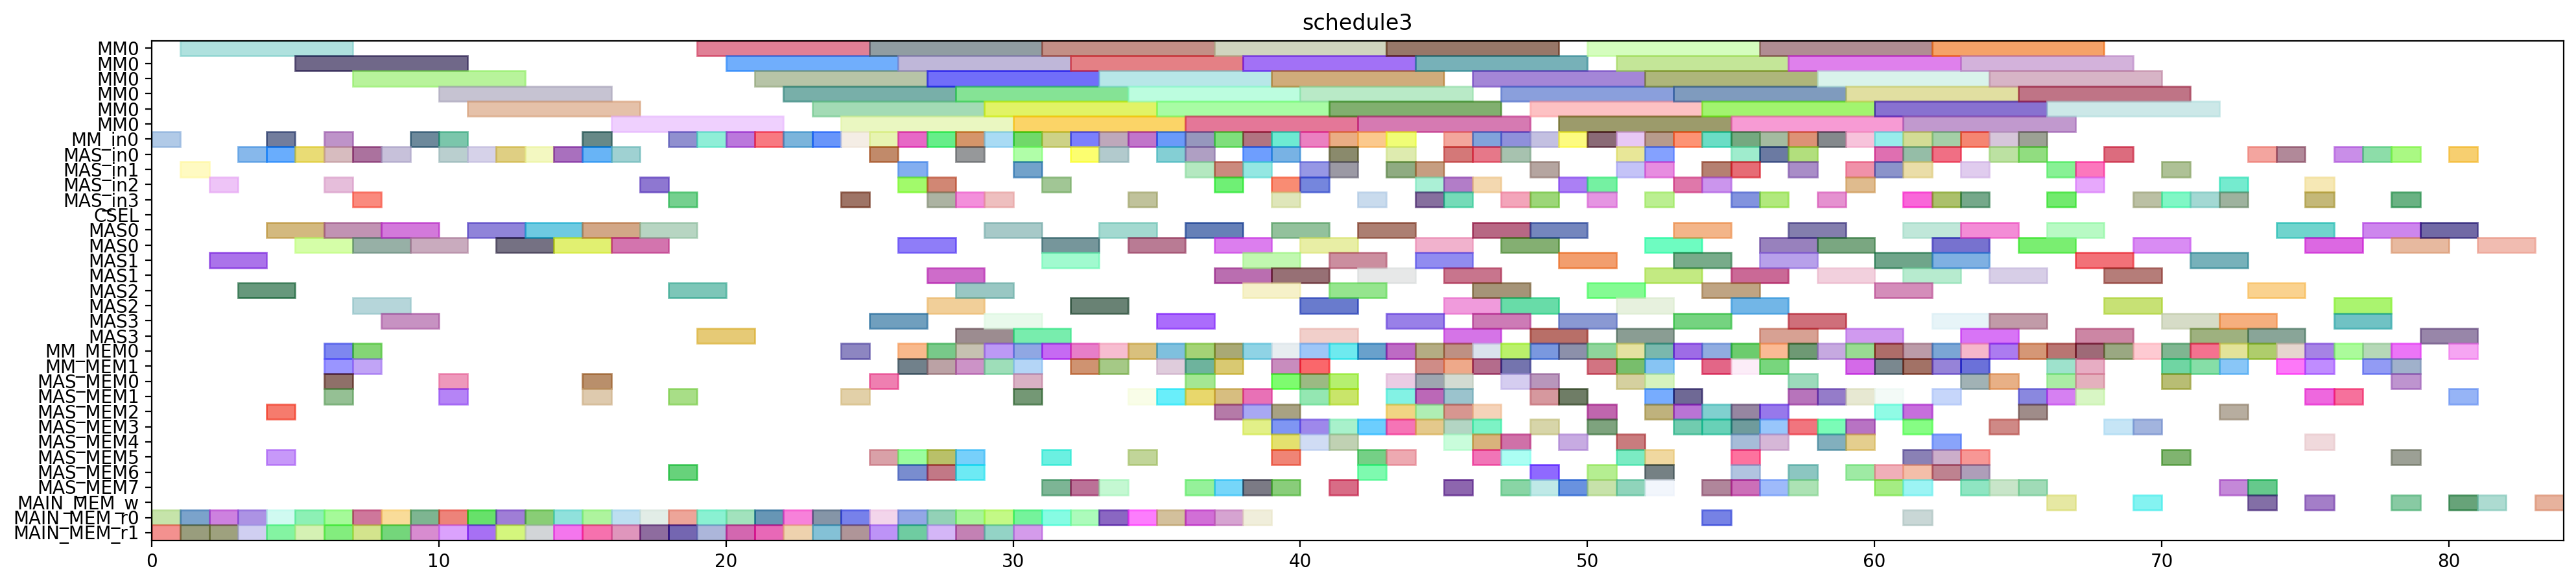 schedule3
MM0
MM0
MM0
MM0
MM0
MM0
MM_in0
MAS_in0
MAS_in1
MAS_in2
MAS_in3
CSEL
MAS0
MAS0
MAS1
MAS1
MAS2
MAS2
MAS3
MAS3
MM_MEM0
MM_MEM1
MAS_MEM0
MAS_MEM1
MAS_MEM2
MAS_MEM3
MAS_MEM4
MAS_MEM5
MAS_MEM6
MAS_MEM7
MAIN_MEM_w
MAIN_MEM_r0
MAIN_MEM_r1
0 10 20 30 40 50 60 70 80